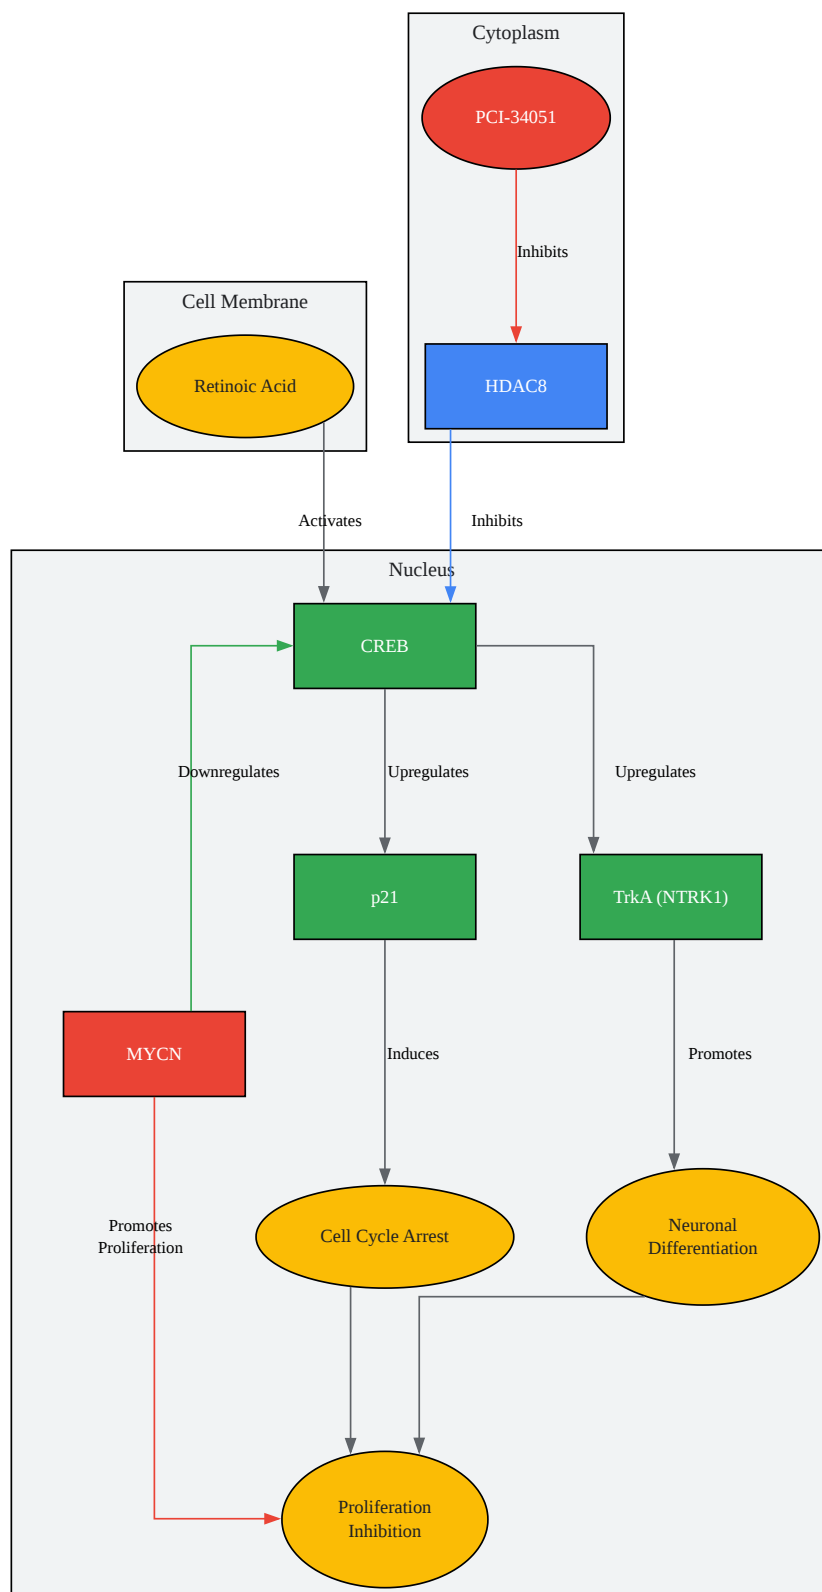 Cytoplasm
PCI-34051
Inhibits
Cell Membrane
Retinoic Acid
HDAC8
Activates
Inhibits
Nucleus
CREB
Downregulates
Upregulates
Upregulates
p21
TrkA (NTRK1)
MYCN
Induces
Promotes
Promotes
Proliferation
Cell Cycle Arrest
Neuronal
Differentiation
Proliferation
Inhibition